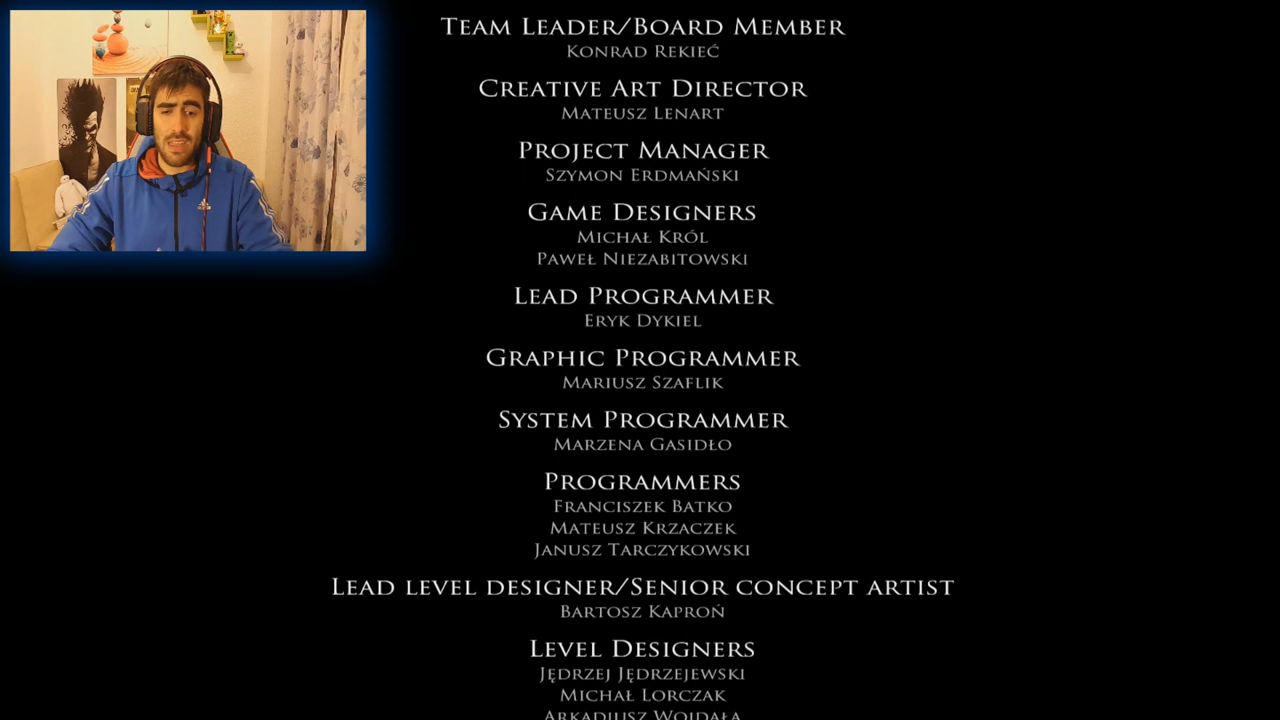 Team Leader/Board Member
Konrad Rekieć
Creative Art Director
Mateusz Lenart
Project Manager
Szymon Erdmański
Game Designers
Michał Król
Paweł Niezabitowski
Lead Programmer
Eryk Dykiel
Graphic Programmer
Mariusz Szaflik
System Programmer
Marzena Gasidło
Programmers
Franciszek Batko
Mateusz Krzaczek
Janusz Tarczykowski
Lead level designer/Senior concept artist
Bartosz Kaproń
Level Designers
Jędrzej Jędrzejewski
Michał Lorczak
Arkadiusz Wojdała